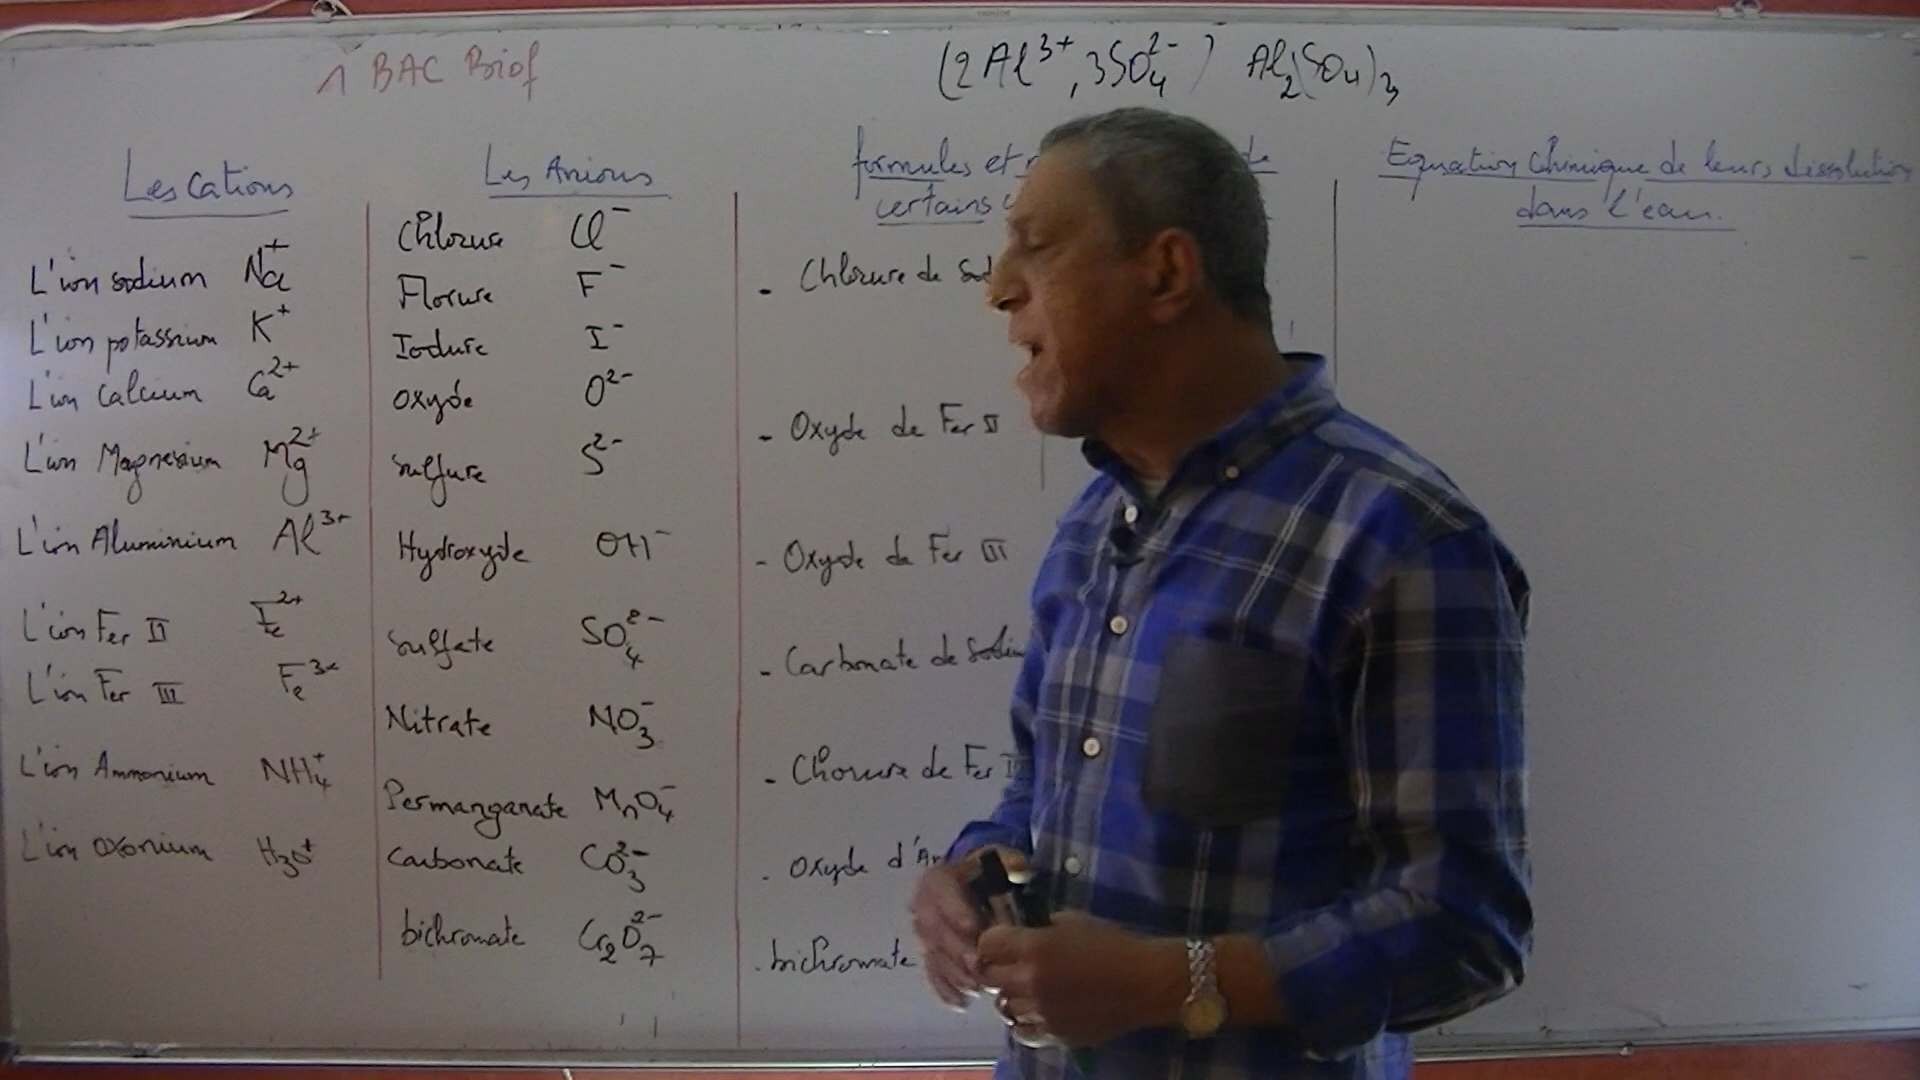 1 BAC Biof
(2Al³⁺, 3SO₄²⁻) Al₂(SO₄)₃
Les Cations
L'ion sodium Na⁺
L'ion potassium K⁺
L'ion Calcium Ca²⁺
L'ion Magnesium Mg²⁺
L'ion Aluminium Al³⁺
L'ion Fer II Fe²⁺
L'ion Fer III Fe³⁺
L'ion Ammonium NH₄⁺
L'ion oxonium H₃O⁺
Les Anions
Chlorure Cl⁻
Florure F⁻
Iodure I⁻
oxyde O²⁻
sulfure S²⁻
Hydroxyde OH⁻
sulfate SO₄²⁻
Nitrate NO₃⁻
Permanganate MnO₄⁻
Carbonate CO₃²⁻
bichromate Cr₂O₇²⁻
formules et de
certains
- Chlorure de
- Oxyde de Fer II
- Oxyde de Fer III
- Carbonate de
- Chorure de Fer
- Oxyde
- bichromate
Equation Chimique de leurs dissolution
dans l'eau.